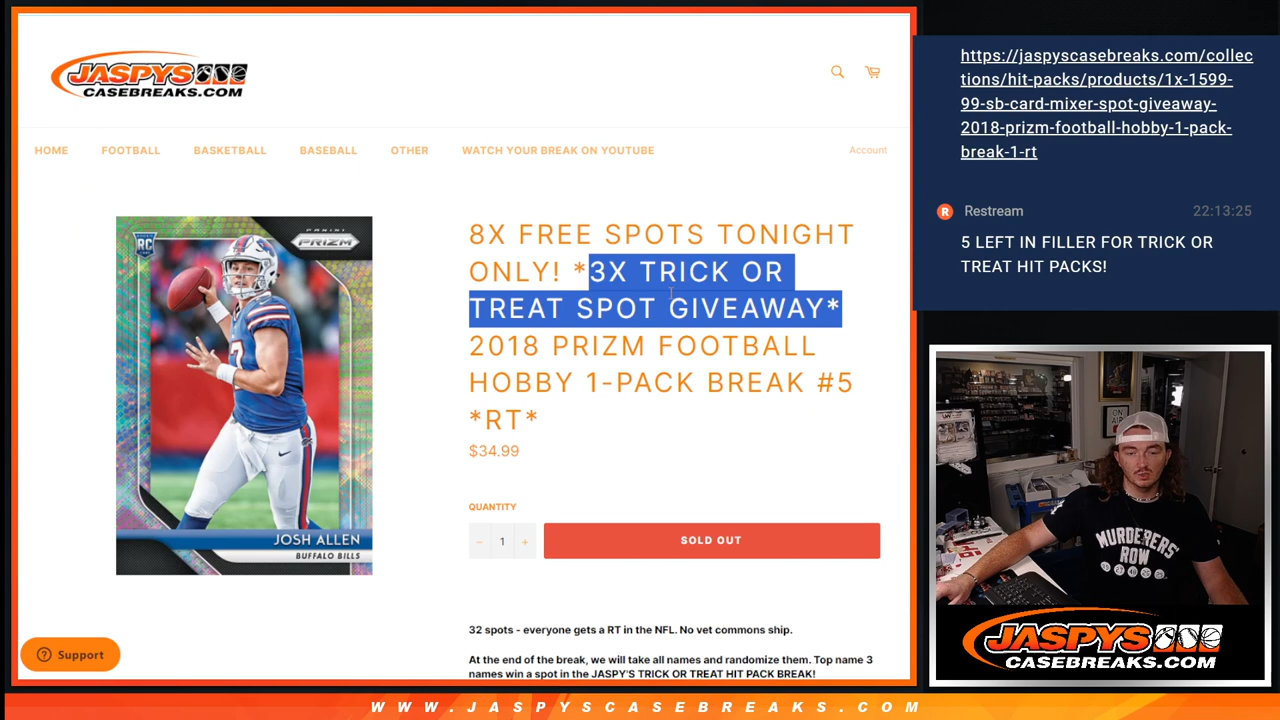 JASPYS
CASEBREAKS.COM
HOME FOOTBALL BASKETBALL BASEBALL OTHER WATCH YOUR BREAK ON YOUTUBE Account
RC
PANINI
PRIZM
JOSH ALLEN
BUFFALO BILLS
8X FREE SPOTS TONIGHT
ONLY! *3X TRICK OR
TREAT SPOT GIVEAWAY*
2018 PRIZM FOOTBALL
HOBBY 1-PACK BREAK #5
*RT*
$34.99
QUANTITY
− 1 +
SOLD OUT
32 spots - everyone gets a RT in the NFL. No vet commons ship.
At the end of the break, we will take all names and randomize them. Top name 3
names win a spot in the JASPY'S TRICK OR TREAT HIT PACK BREAK!
Support
https://jaspyscasebreaks.com/collec
tions/hit-packs/products/1x-1599-
99-sb-card-mixer-spot-giveaway-
2018-prizm-football-hobby-1-pack-
break-1-rt
R Restream 22:13:25
5 LEFT IN FILLER FOR TRICK OR
TREAT HIT PACKS!
ON
AIR
MURDERERS'
ROW
JASPYS
CASEBREAKS.COM
WWW.JASPYSCASEBREAKS.COM